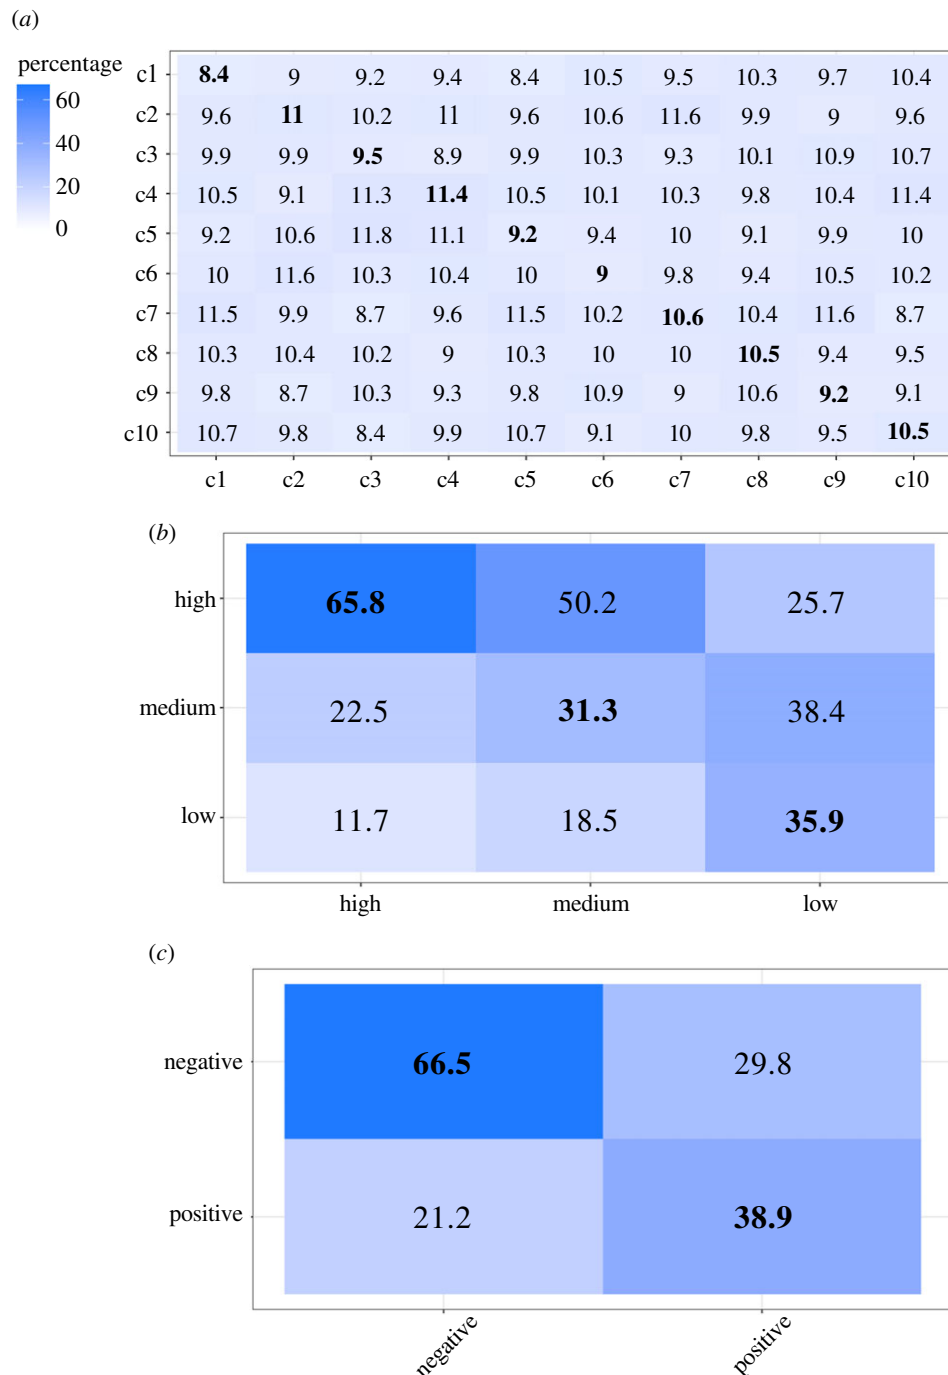 (a)
percentage
60
40
20
0
c1 8.4 9 9.2 9.4 8.4 10.5 9.5 10.3 9.7 10.4
c2 9.6 11 10.2 11 9.6 10.6 11.6 9.9 9 9.6
c3 9.9 9.9 9.5 8.9 9.9 10.3 9.3 10.1 10.9 10.7
c4 10.5 9.1 11.3 11.4 10.5 10.1 10.3 9.8 10.4 11.4
c5 9.2 10.6 11.8 11.1 9.2 9.4 10 9.1 9.9 10
c6 10 11.6 10.3 10.4 10 9 9.8 9.4 10.5 10.2
c7 11.5 9.9 8.7 9.6 11.5 10.2 10.6 10.4 11.6 8.7
c8 10.3 10.4 10.2 9 10.3 10 10 10.5 9.4 9.5
c9 9.8 8.7 10.3 9.3 9.8 10.9 9 10.6 9.2 9.1
c10 10.7 9.8 8.4 9.9 10.7 9.1 10 9.8 9.5 10.5
c1 c2 c3 c4 c5 c6 c7 c8 c9 c10
(b)
high 65.8 50.2 25.7
medium 22.5 31.3 38.4
low 11.7 18.5 35.9
high medium low
(c)
negative 66.5 29.8
positive 21.2 38.9
negative positive